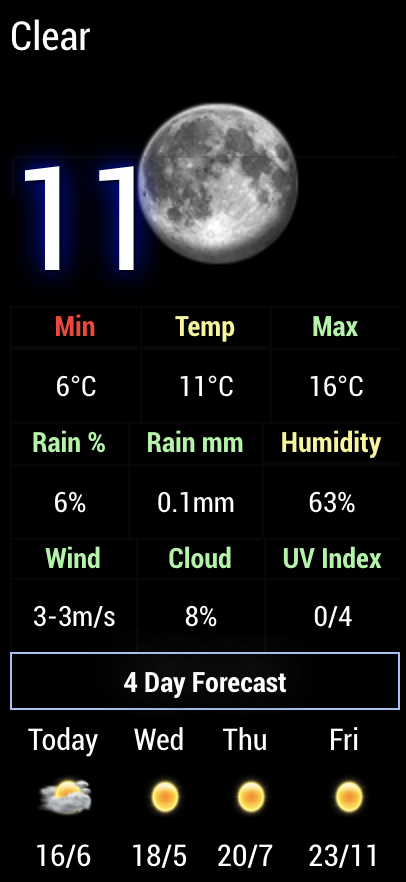 Clear
11
Min Temp Max
6°C 11°C 16°C
Rain % Rain mm Humidity
6% 0.1mm 63%
Wind Cloud UV Index
3-3m/s 8% 0/4
4 Day Forecast
Today Wed Thu Fri
16/6 18/5 20/7 23/11